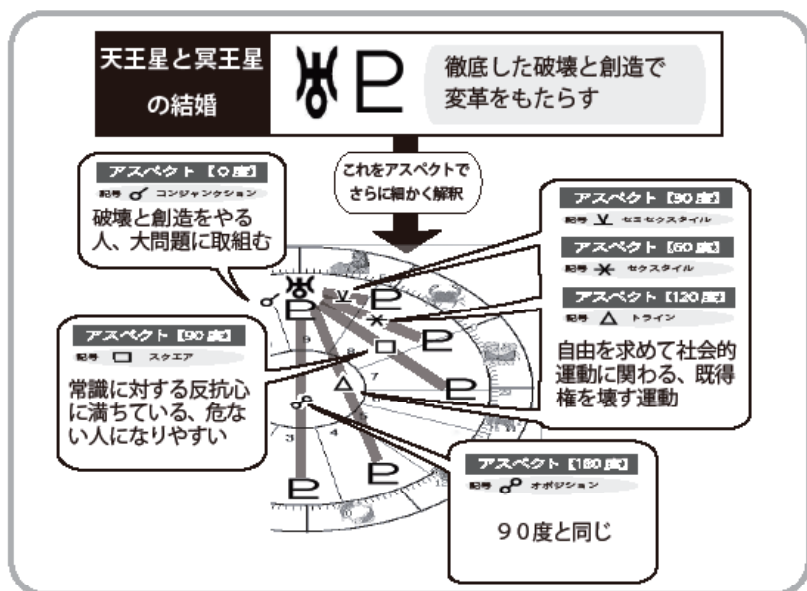 天王星と冥王星
の結婚
徹底した破壊と創造で
変革をもたらす
これをアスペクトで
さらに細かく解釈
アスペクト【0度】
記号 ☌ コンジャンクション
破壊と創造をやる
人、大問題に取組む
アスペクト【90度】
記号 □ スクエア
常識に対する反抗心
に満ちている、危な
い人になりやすい
アスペクト【30度】
記号 ⚺ セミセクスタイル
アスペクト【60度】
記号 ⚹ セクスタイル
アスペクト【120度】
記号 △ トライン
自由を求めて社会的
運動に関わる、既得
権を壊す運動
アスペクト【180度】
記号 ☍ オポジション
90度と同じ
9
8
7
3
4